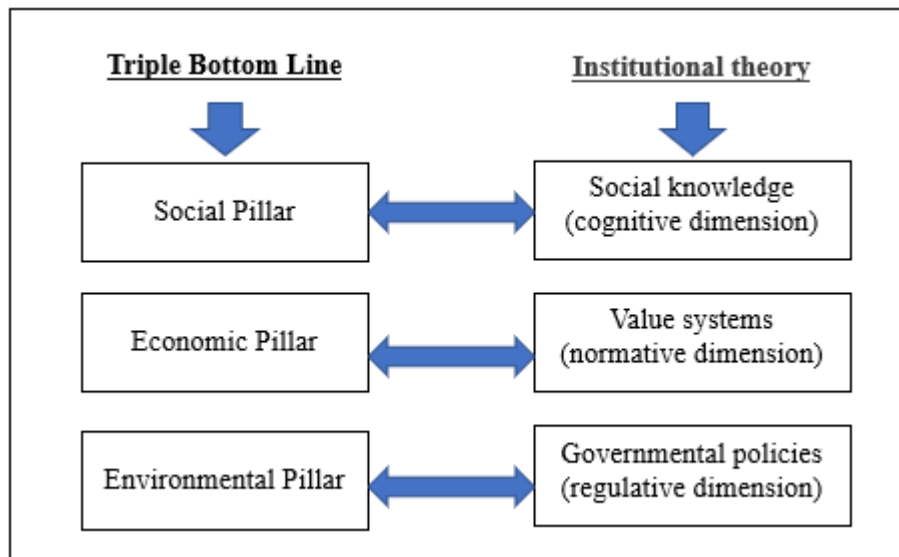 Triple Bottom Line
Institutional theory
Social Pillar
Social knowledge
(cognitive dimension)
Economic Pillar
Value systems
(normative dimension)
Environmental Pillar
Governmental policies
(regulative dimension)